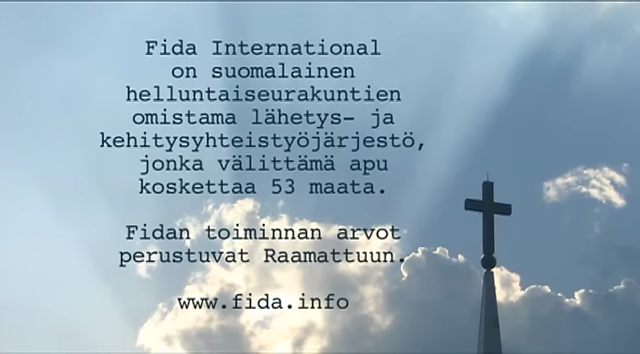 Fida International
on suomalainen
helluntaiseurakuntien
omistama lähetys- ja
kehitysyhteistyöjärjestö,
jonka välittämä apu
koskettaa 53 maata.
Fidan toiminnan arvot
perustuvat Raamattuun.
www.fida.info